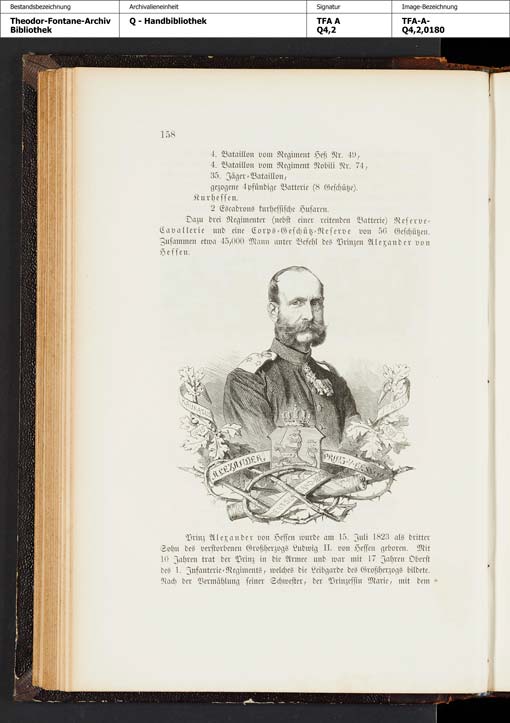 Bestandsbezeichnung Archivalieneinheit Signatur Image-Bezeichnung
Theodor-Fontane-Archiv Q - Handbibliothek TFA A TFA-A-
Bibliothek Q4,2 Q4,2,0180
158
4. Bataillon vom Regiment Heß Nr. 49,
4. Bataillon vom Regiment Nobili Nr. 74,
35. Jäger-Bataillon,
gezogene 4pfündige Batterie (8 Geschütze).
Kurhessen.
2 Escadrons kurhessische Husaren.
Dazu drei Regimenter (nebst einer reitenden Batterie) Reserve-
Cavallerie und eine Corps-Geschütz-Reserve von 56 Geschützen.
Zusammen etwa 45,000 Mann unter Befehl des Prinzen Alexander von
Hessen.
ALEXANDER, PRINZ v. HESSEN
Prinz Alexander von Hessen wurde am 15. Juli 1823 als dritter
Sohn des verstorbenen Großherzogs Ludwig II. von Hessen geboren. Mit
10 Jahren trat der Prinz in die Armee und war mit 17 Jahren Oberst
des 1. Infanterie-Regiments, welches die Leibgarde des Großherzogs bildete.
Nach der Vermählung seiner Schwester, der Prinzessin Marie, mit dem